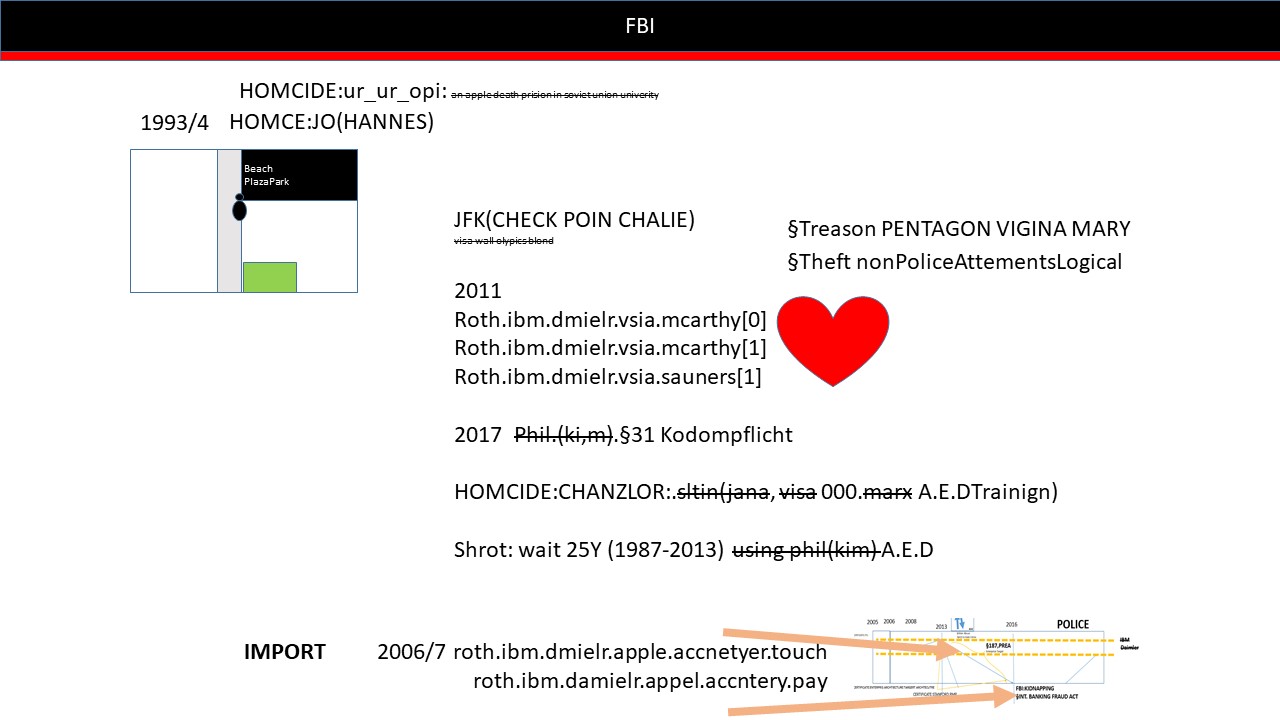 FBI
HOMCIDE:ur_ur_opi: an apple death prision in soviet union univerity
1993/4 HOMCE:JO(HANNES)
Beach
PlazaPark
JFK(CHECK POIN CHALIE)
visa wall olypics blond
§Treason PENTAGON VIGINA MARY
§Theft nonPoliceAttementsLogical
2011
Roth.ibm.dmielr.vsia.mcarthy[0]
Roth.ibm.dmielr.vsia.mcarthy[1]
Roth.ibm.dmielr.vsia.sauners[1]
2017 Phil.(ki,m).§31 Kodompflicht
HOMCIDE:CHANZLOR:.sltin(jana, visa 000.marx A.E.DTrainign)
Shrot: wait 25Y (1987-2013) using phil(kim) A.E.D
IMPORT 2006/7 roth.ibm.dmielr.apple.accnetyer.touch
roth.ibm.damielr.appel.accntery.pay
2005 2006 2008 2013 2016 POLICE
IBM
Daimler
§187,PREA
FBI:KIDNAPPING
§INT. BANKING FRAUD ACT